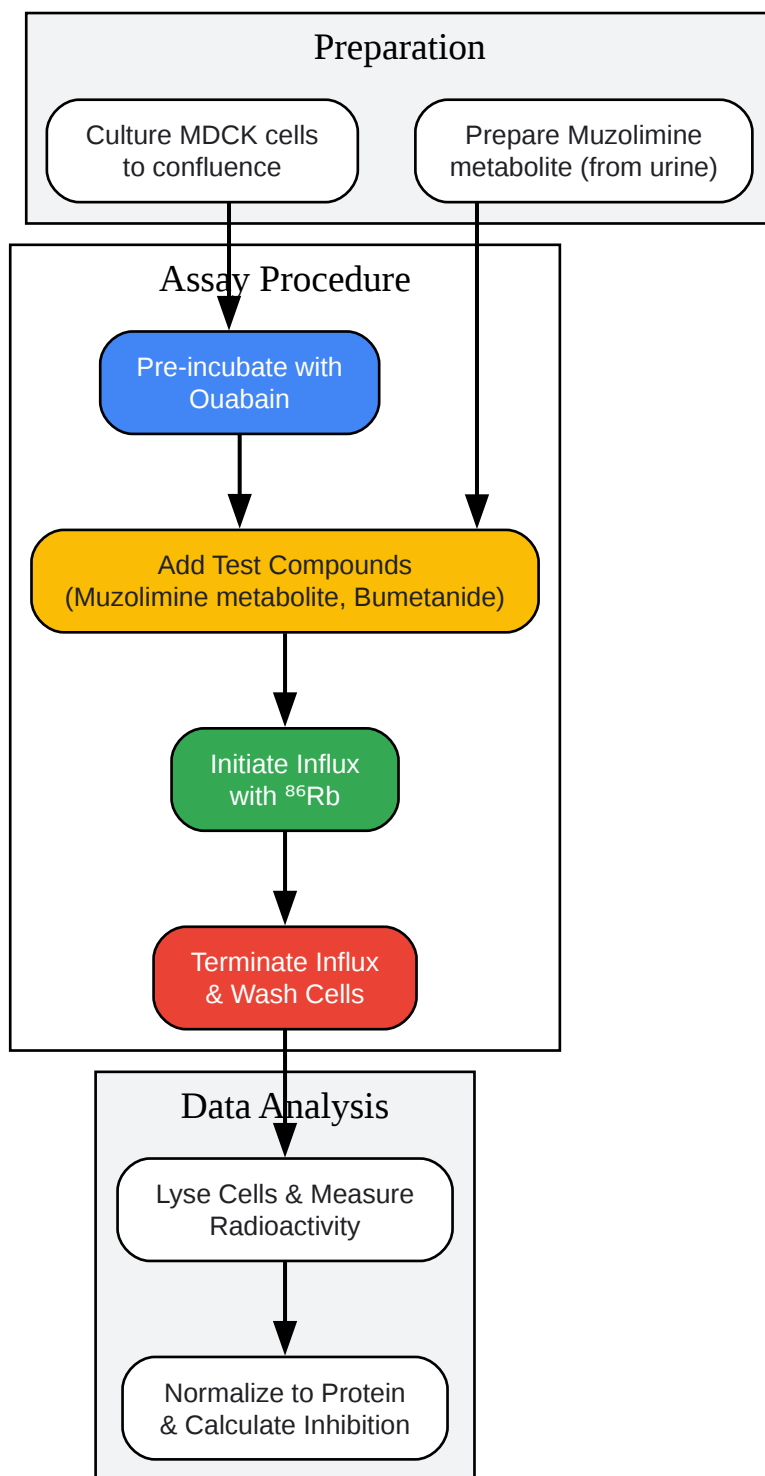 Preparation
Culture MDCK cells
to confluence
Prepare Muzolimine
metabolite (from urine)
Assay Procedure
Pre-incubate with
Ouabain
Add Test Compounds
(Muzolimine metabolite, Bumetanide)
Initiate Influx
with ⁸⁶Rb
Terminate Influx
& Wash Cells
Data Analysis
Lyse Cells & Measure
Radioactivity
Normalize to Protein
& Calculate Inhibition